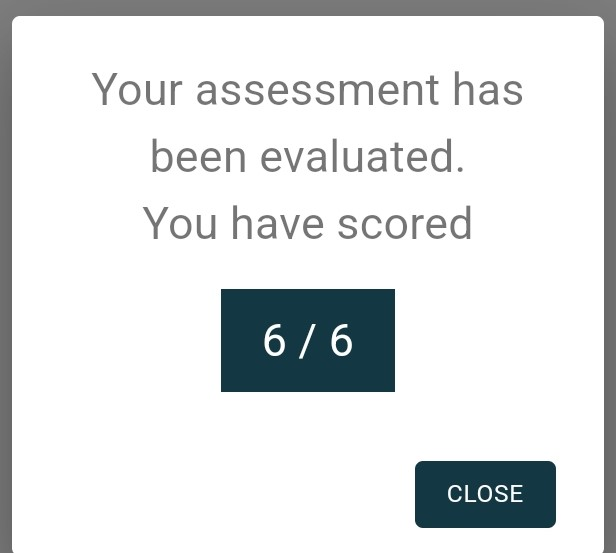 Your assessment has
been evaluated.
You have scored
6 / 6
CLOSE